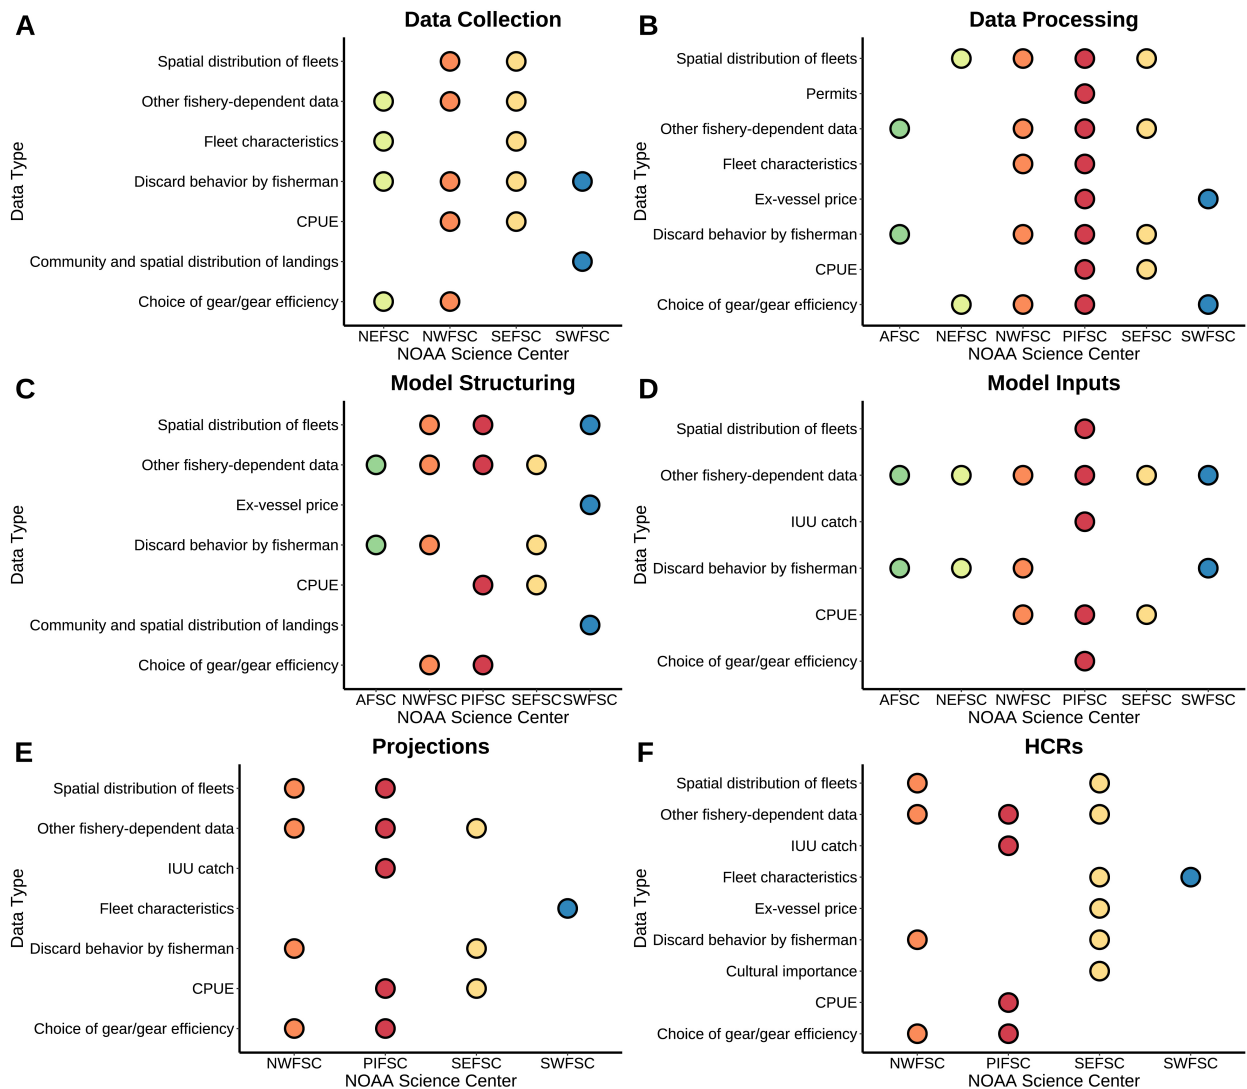 A
Data Collection
Data Type
Spatial distribution of fleets
Other fishery-dependent data
Fleet characteristics
Discard behavior by fisherman
CPUE
Community and spatial distribution of landings
Choice of gear/gear efficiency
NEFSC NWFSC SEFSC SWFSC
NOAA Science Center
B
Data Processing
Data Type
Spatial distribution of fleets
Permits
Other fishery-dependent data
Fleet characteristics
Ex-vessel price
Discard behavior by fisherman
CPUE
Choice of gear/gear efficiency
AFSC NEFSC NWFSC PIFSC SEFSC SWFSC
NOAA Science Center
C
Model Structuring
Data Type
Spatial distribution of fleets
Other fishery-dependent data
Ex-vessel price
Discard behavior by fisherman
CPUE
Community and spatial distribution of landings
Choice of gear/gear efficiency
AFSC NWFSC PIFSC SEFSC SWFSC
NOAA Science Center
D
Model Inputs
Data Type
Spatial distribution of fleets
Other fishery-dependent data
IUU catch
Discard behavior by fisherman
CPUE
Choice of gear/gear efficiency
AFSC NEFSC NWFSC PIFSC SEFSC SWFSC
NOAA Science Center
E
Projections
Data Type
Spatial distribution of fleets
Other fishery-dependent data
IUU catch
Fleet characteristics
Discard behavior by fisherman
CPUE
Choice of gear/gear efficiency
NWFSC PIFSC SEFSC SWFSC
NOAA Science Center
F
HCRs
Data Type
Spatial distribution of fleets
Other fishery-dependent data
IUU catch
Fleet characteristics
Ex-vessel price
Discard behavior by fisherman
Cultural importance
CPUE
Choice of gear/gear efficiency
NWFSC PIFSC SEFSC SWFSC
NOAA Science Center